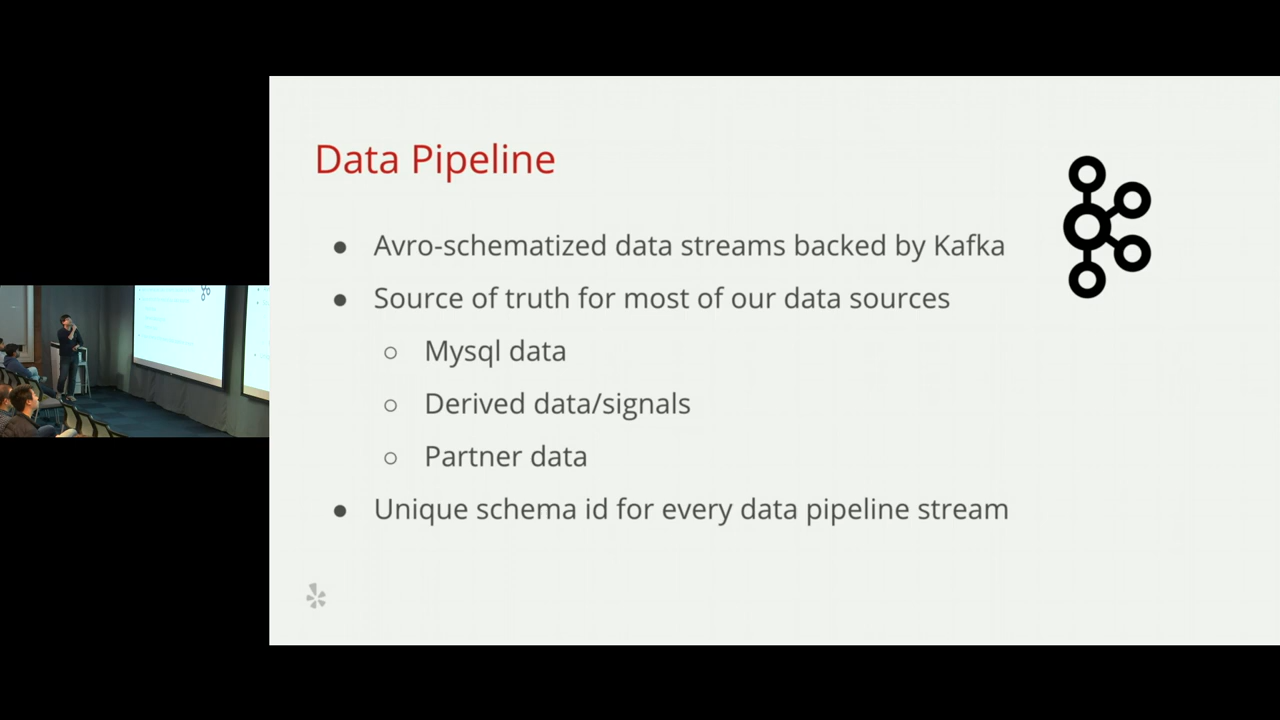 Data Pipeline
● Avro-schematized data streams backed by Kafka
● Source of truth for most of our data sources
○ Mysql data
○ Derived data/signals
○ Partner data
● Unique schema id for every data pipeline stream